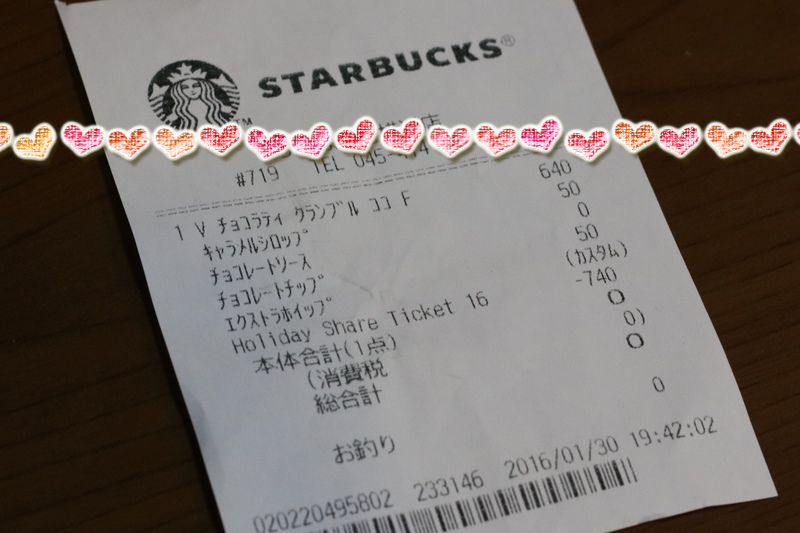 STARBUCKS®
TM
店
#719 TEL 045-
1 V チョコラティ クランブル ココ F 640
キャラメルシロップ 50
チョコレートソース 0
チョコレートチップ 50
エクストラホイップ (カスタム)
Holiday Share Ticket 16 -740
本体合計(1点) 0
(消費税 0)
総合計 0
お釣り 0
020220495802 233146 2016/01/30 19:42:02